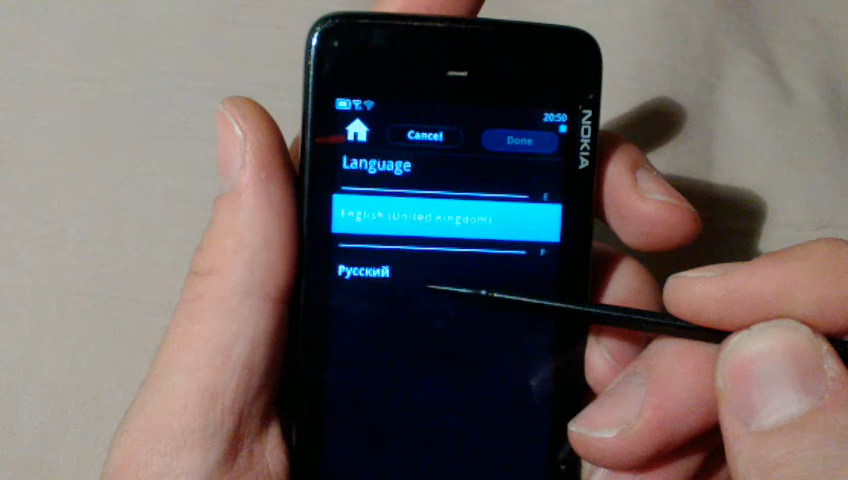 20:50
Cancel
Done
NOKIA
Language
E
English (United Kingdom)
Р
Русский